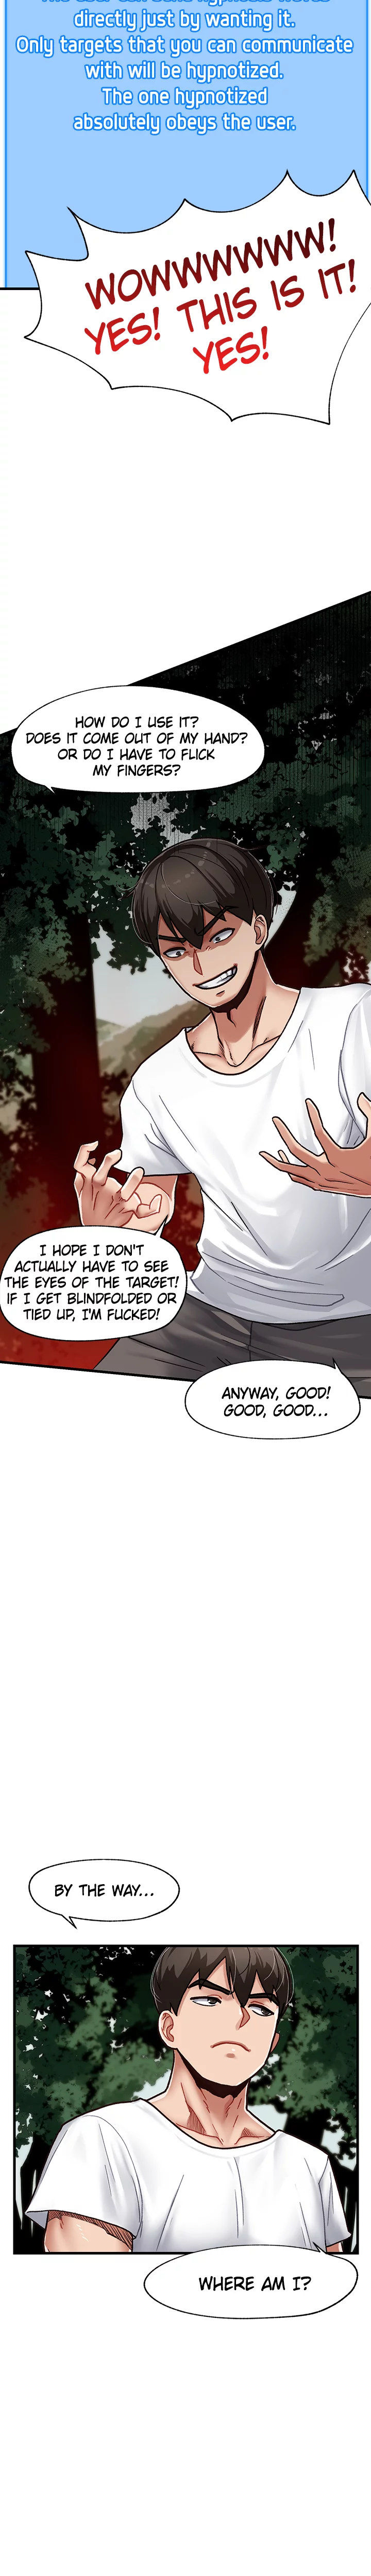 directly just by wanting it.
Only targets that you can communicate
with will be hypnotized.
The one hypnotized
absolutely obeys the user.
WOWWWWWW!
YES! THIS IS IT!
YES!
HOW DO I USE IT?
DOES IT COME OUT OF MY HAND?
OR DO I HAVE TO FLICK
MY FINGERS?
I HOPE I DON'T
ACTUALLY HAVE TO SEE
THE EYES OF THE TARGET!
IF I GET BLINDFOLDED OR
TIED UP, I'M FUCKED!
ANYWAY, GOOD!
GOOD, GOOD...
BY THE WAY...
WHERE AM I?